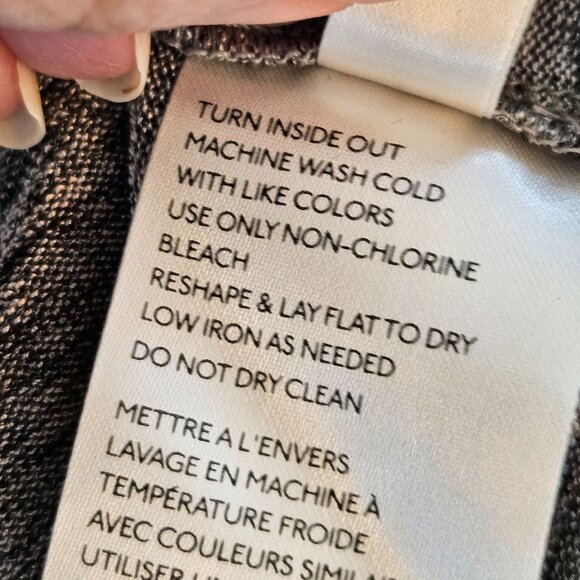 TURN INSIDE OUT
MACHINE WASH COLD
WITH LIKE COLORS
USE ONLY NON-CHLORINE
BLEACH
RESHAPE & LAY FLAT TO DRY
LOW IRON AS NEEDED
DO NOT DRY CLEAN
METTRE A L'ENVERS
LAVAGE EN MACHINE À
TEMPÉRATURE FROIDE
AVEC COULEURS
UTILISER